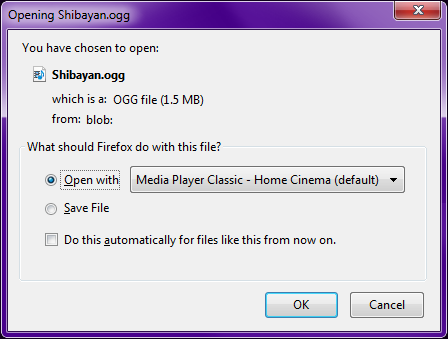 Opening Shibayan.ogg
You have chosen to open:
Shibayan.ogg
which is a: OGG file (1.5 MB)
from: blob:
What should Firefox do with this file?
Open with Media Player Classic - Home Cinema (default)
Save File
Do this automatically for files like this from now on.
OK Cancel